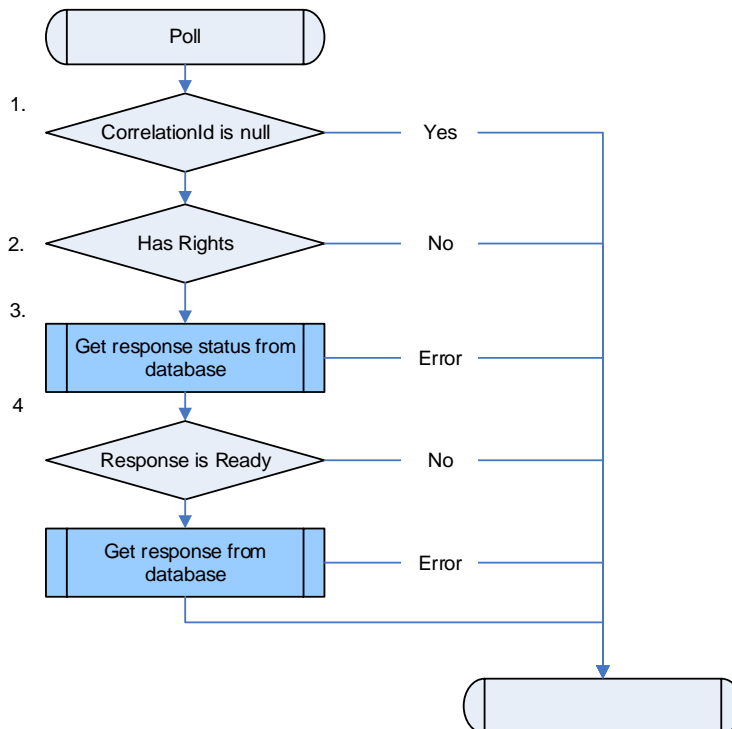 Poll
1.
CorrelationId is null
Yes
2.
Has Rights
No
3.
Get response status from
database
Error
4
Response is Ready
No
Get response from
database
Error